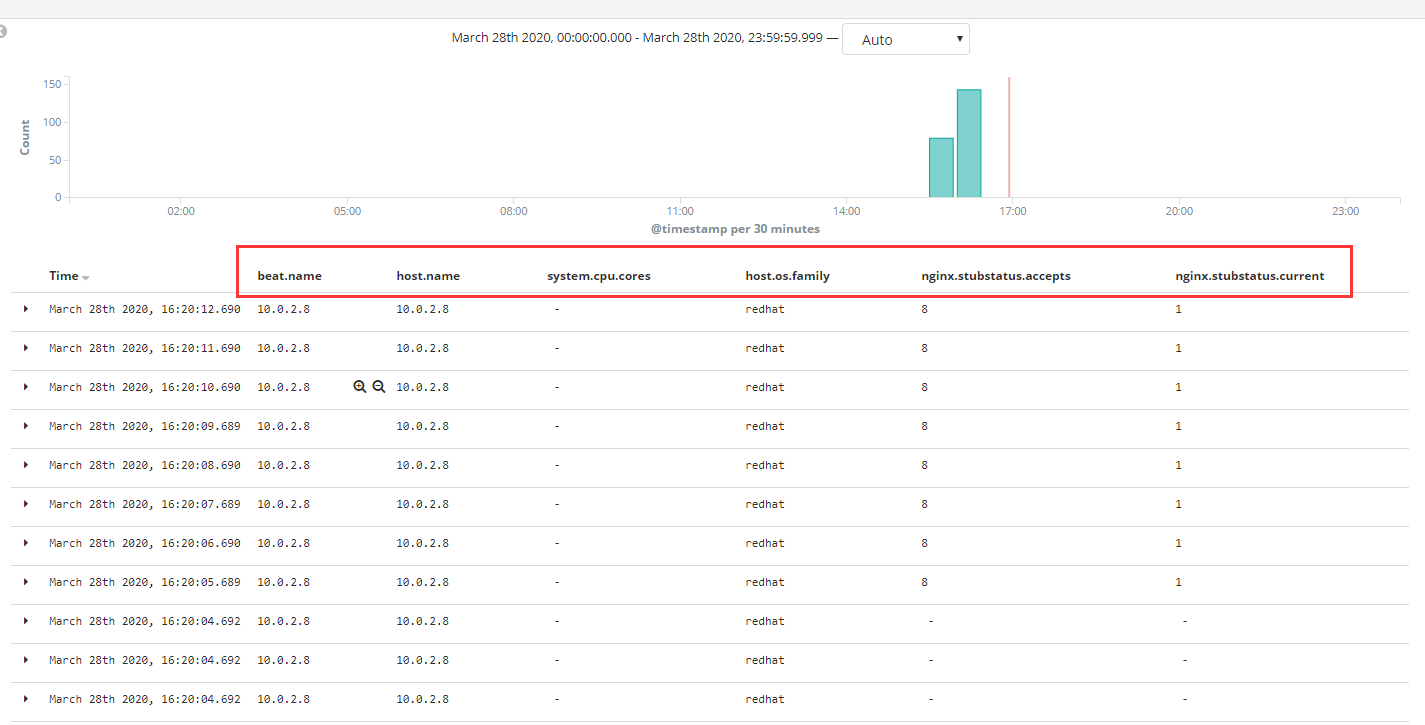 March 28th 2020, 00:00:00.000 - March 28th 2020, 23:59:59.999 — Auto
150
100
50
0
Count
02:00 05:00 08:00 11:00 14:00 17:00 20:00 23:00
@timestamp per 30 minutes
Time beat.name host.name system.cpu.cores host.os.family nginx.stubstatus.accepts nginx.stubstatus.current
March 28th 2020, 16:20:12.690 10.0.2.8 10.0.2.8 - redhat 8 1
March 28th 2020, 16:20:11.690 10.0.2.8 10.0.2.8 - redhat 8 1
March 28th 2020, 16:20:10.690 10.0.2.8 10.0.2.8 - redhat 8 1
March 28th 2020, 16:20:09.689 10.0.2.8 10.0.2.8 - redhat 8 1
March 28th 2020, 16:20:08.690 10.0.2.8 10.0.2.8 - redhat 8 1
March 28th 2020, 16:20:07.689 10.0.2.8 10.0.2.8 - redhat 8 1
March 28th 2020, 16:20:06.690 10.0.2.8 10.0.2.8 - redhat 8 1
March 28th 2020, 16:20:05.689 10.0.2.8 10.0.2.8 - redhat 8 1
March 28th 2020, 16:20:04.692 10.0.2.8 10.0.2.8 - redhat - -
March 28th 2020, 16:20:04.692 10.0.2.8 10.0.2.8 - redhat - -
March 28th 2020, 16:20:04.692 10.0.2.8 10.0.2.8 - redhat - -